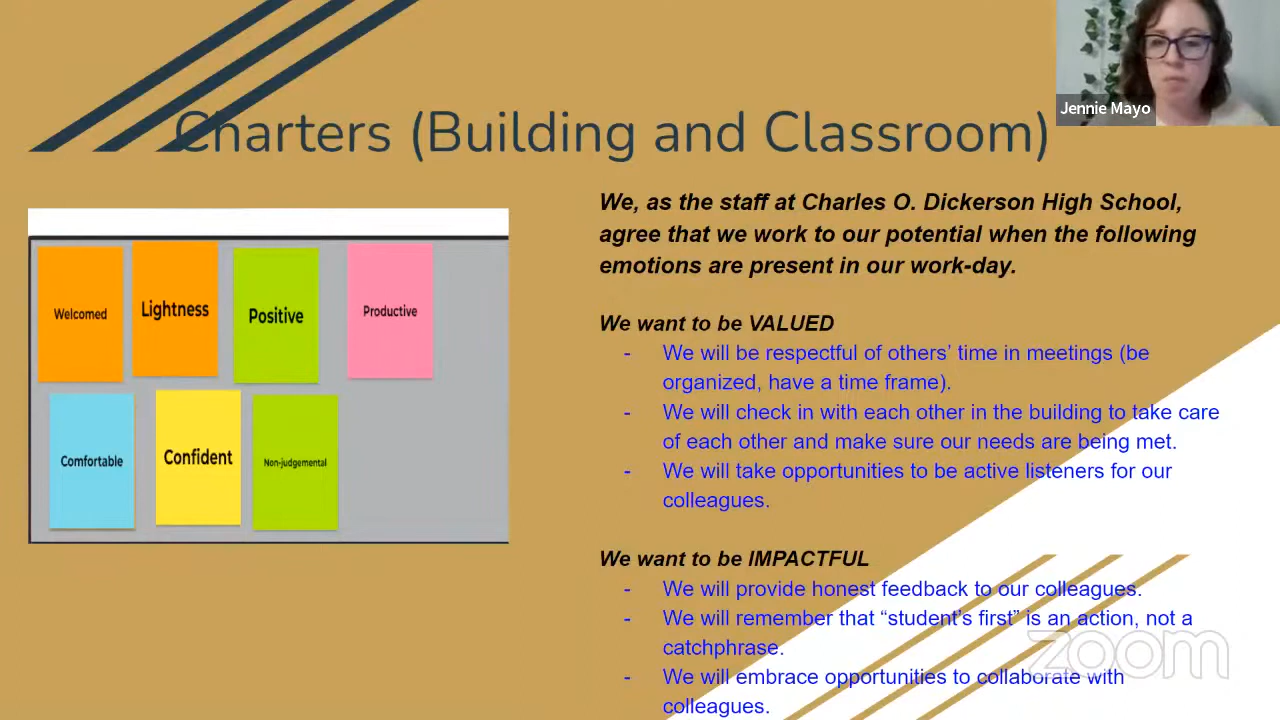 Jennie Mayo
Charters (Building and Classroom)
Welcomed
Lightness
Positive
Productive
Comfortable
Confident
Non-judgemental
We, as the staff at Charles O. Dickerson High School,
agree that we work to our potential when the following
emotions are present in our work-day.
We want to be VALUED
- We will be respectful of others’ time in meetings (be
organized, have a time frame).
- We will check in with each other in the building to take care
of each other and make sure our needs are being met.
- We will take opportunities to be active listeners for our
colleagues.
We want to be IMPACTFUL
- We will provide honest feedback to our colleagues.
- We will remember that “student’s first” is an action, not a
catchphrase.
- We will embrace opportunities to collaborate with
colleagues.
zoom